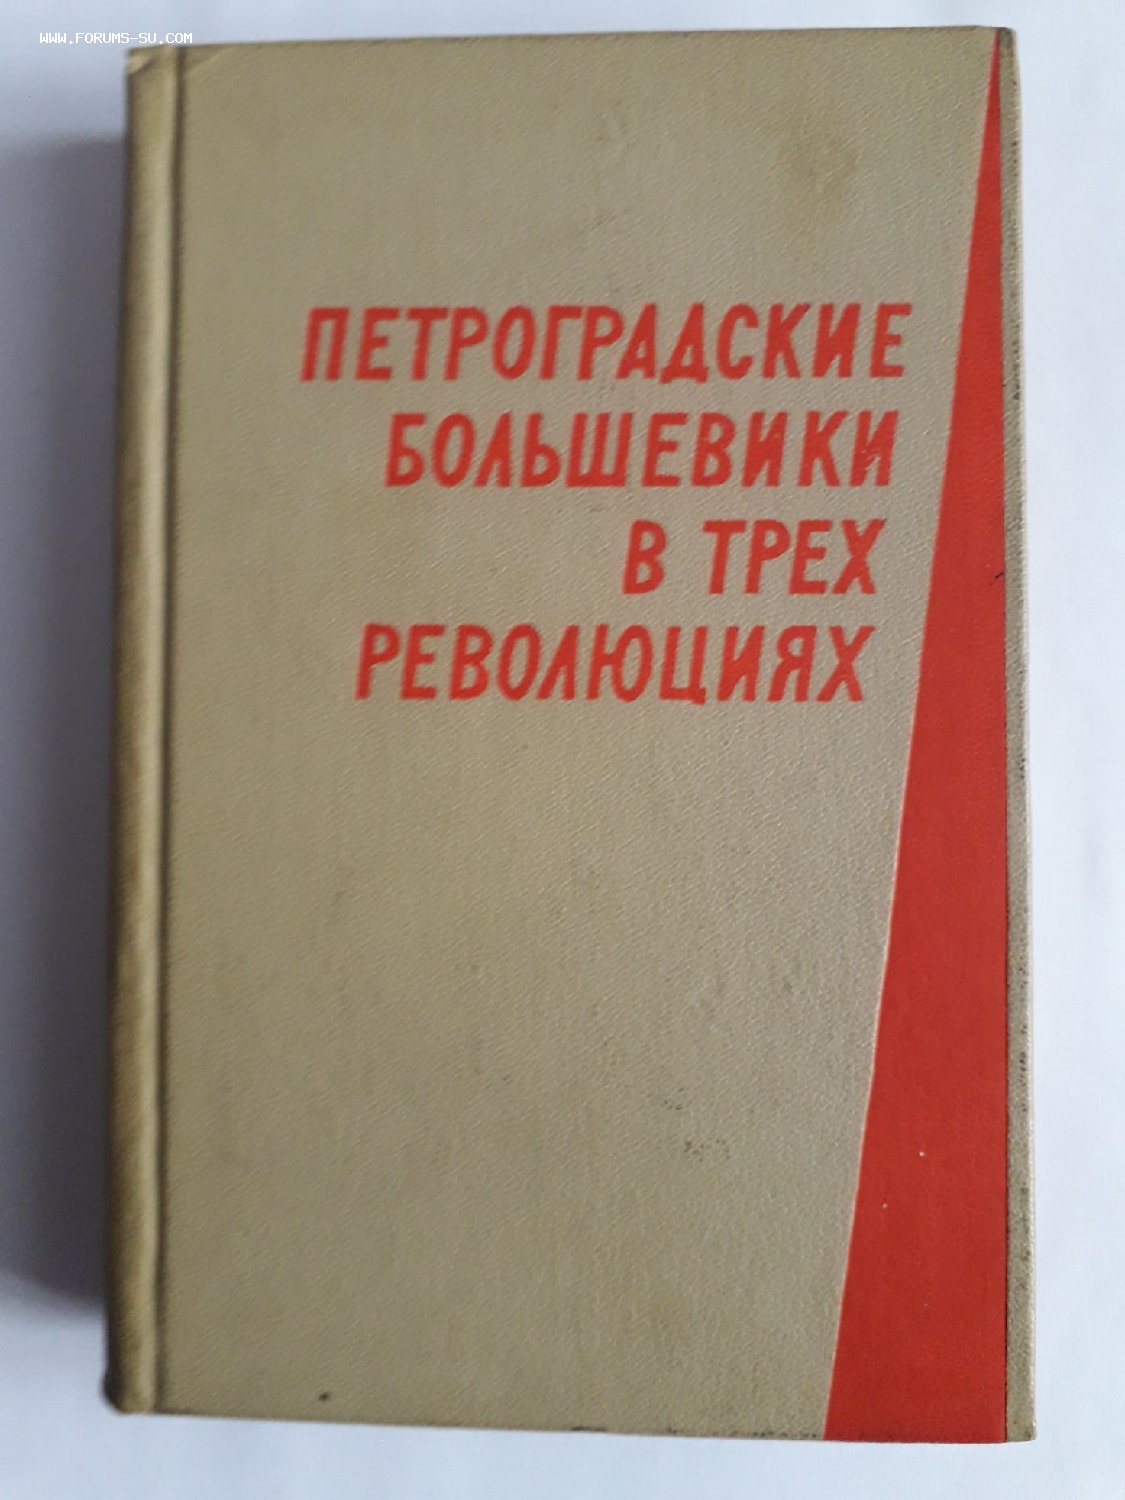 WWW.FORUMS-SU.COM
ПЕТРОГРАДСКИЕ
БОЛЬШЕВИКИ
В ТРЕХ
РЕВОЛЮЦИЯХ